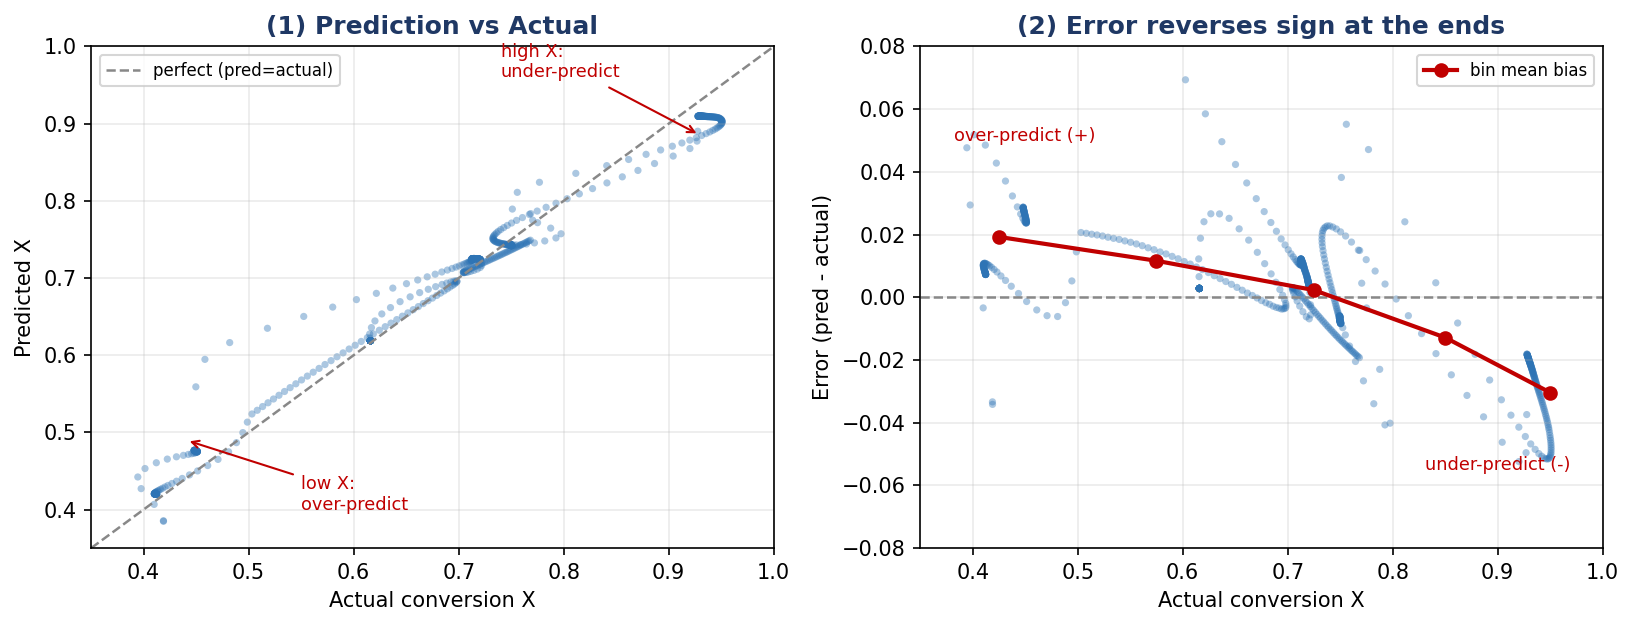 (1) Prediction vs Actual
high X:
under-predict
perfect (pred=actual)
low X:
over-predict
Predicted X
1.0
0.9
0.8
0.7
0.6
0.5
0.4
0.4 0.5 0.6 0.7 0.8 0.9 1.0
Actual conversion X
(2) Error reverses sign at the ends
bin mean bias
over-predict (+)
under-predict (-)
Error (pred - actual)
0.08
0.06
0.04
0.02
0.00
−0.02
−0.04
−0.06
−0.08
0.4 0.5 0.6 0.7 0.8 0.9 1.0
Actual conversion X